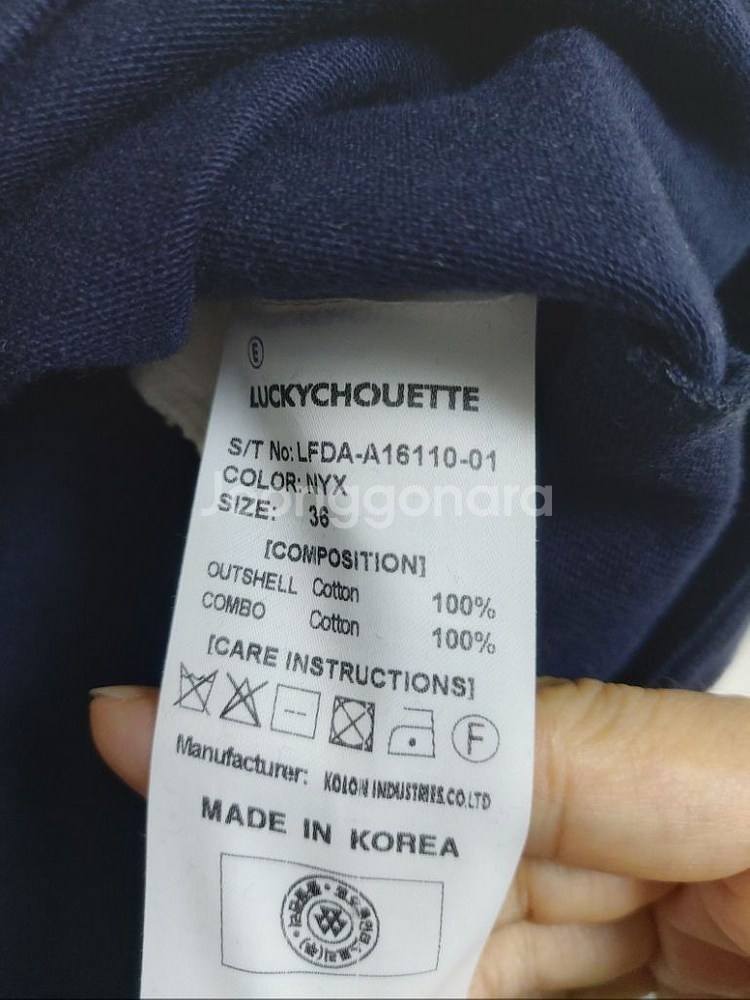 E
LUCKYCHOUETTE
S/T No: LFDA-A16110-01
COLOR: NYX
SIZE: 36
Joonggonara
[COMPOSITION]
OUTSHELL Cotton 100%
COMBO Cotton 100%
[CARE INSTRUCTIONS]
F
Manufacturer: KOLON INDUSTRIES.CO.LTD
MADE IN KOREA